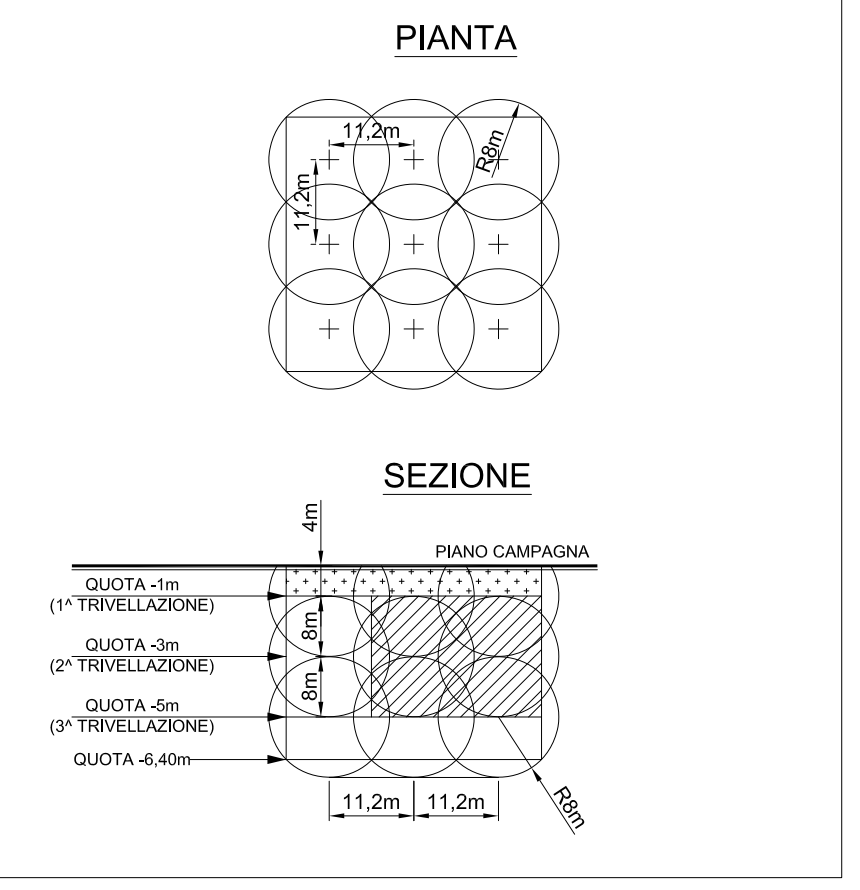 PIANTA
11,2m
R8m
11,2m
SEZIONE
4m
PIANO CAMPAGNA
QUOTA -1m
(1^ TRIVELLAZIONE)
8m
QUOTA -3m
(2^ TRIVELLAZIONE)
8m
QUOTA -5m
(3^ TRIVELLAZIONE)
QUOTA -6,40m
11,2m
11,2m
R8m